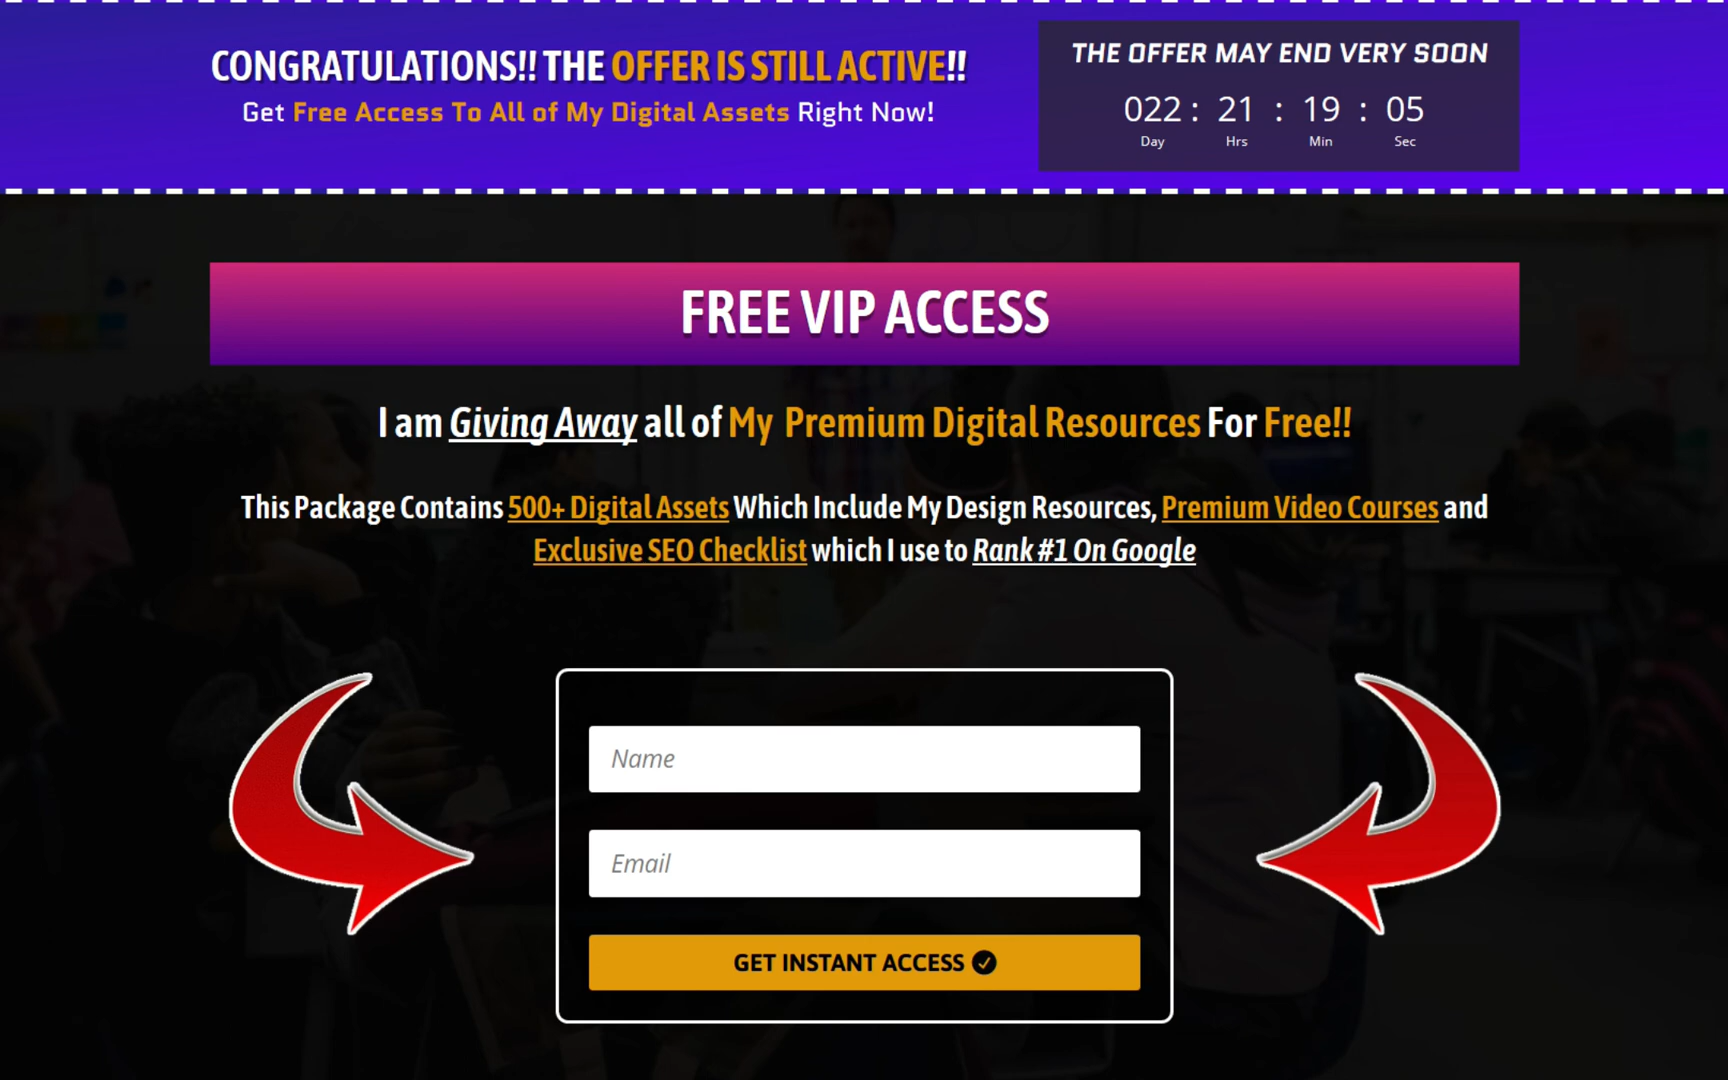 CONGRATULATIONS!! THE OFFER IS STILL ACTIVE!!
Get Free Access To All of My Digital Assets Right Now!
THE OFFER MAY END VERY SOON
022 : 21 : 19 : 05
Day Hrs Min Sec
FREE VIP ACCESS
I am Giving Away all of My Premium Digital Resources For Free!!
This Package Contains 500+ Digital Assets Which Include My Design Resources, Premium Video Courses and
Exclusive SEO Checklist which I use to Rank #1 On Google
Name
Email
GET INSTANT ACCESS